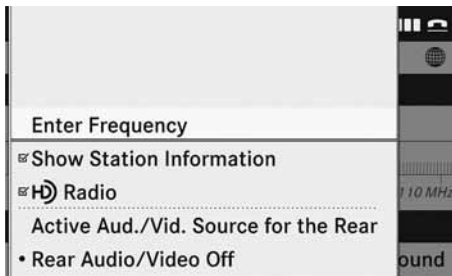 Enter Frequency
Show Station Information
HD Radio
110 MHz
Active Aud./Vid. Source for the Rear
Rear Audio/Video Off
ound